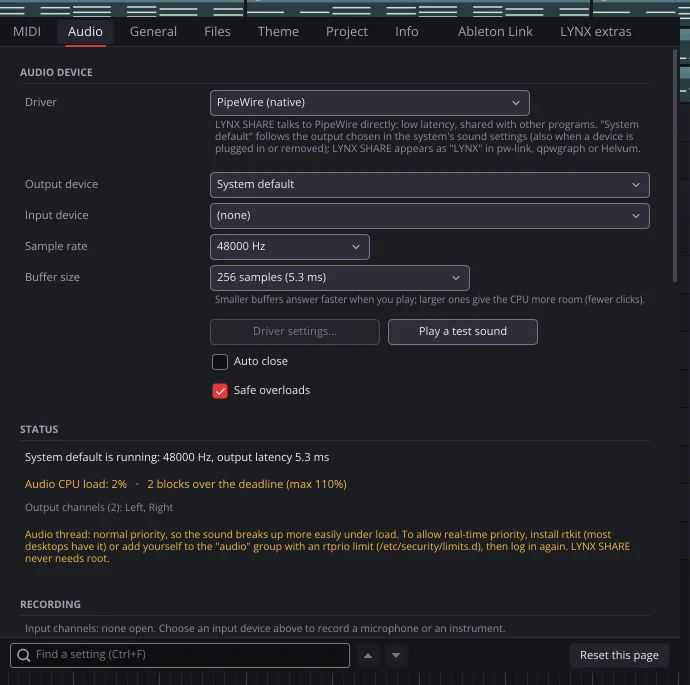 MIDI Audio General Files Theme Project Info Ableton Link LYNX extras
AUDIO DEVICE
Driver PipeWire (native)
LYNX SHARE talks to PipeWire directly: low latency, shared with other programs. "System
default" follows the output chosen in the system's sound settings (also when a device is
plugged in or removed); LYNX SHARE appears as "LYNX" in pw-link, qpwgraph or Helvum.
Output device System default
Input device (none)
Sample rate 48000 Hz
Buffer size 256 samples (5.3 ms)
Smaller buffers answer faster when you play; larger ones give the CPU more room (fewer clicks).
Driver settings... Play a test sound
Auto close
Safe overloads
STATUS
System default is running: 48000 Hz, output latency 5.3 ms
Audio CPU load: 2% · 2 blocks over the deadline (max 110%)
Output channels (2): Left, Right
Audio thread: normal priority, so the sound breaks up more easily under load. To allow real-time priority, install rtkit (most
desktops have it) or add yourself to the "audio" group with an rtprio limit (/etc/security/limits.d), then log in again. LYNX SHARE
never needs root.
RECORDING
Input channels: none open. Choose an input device above to record a microphone or an instrument.
Find a setting (Ctrl+F) Reset this page